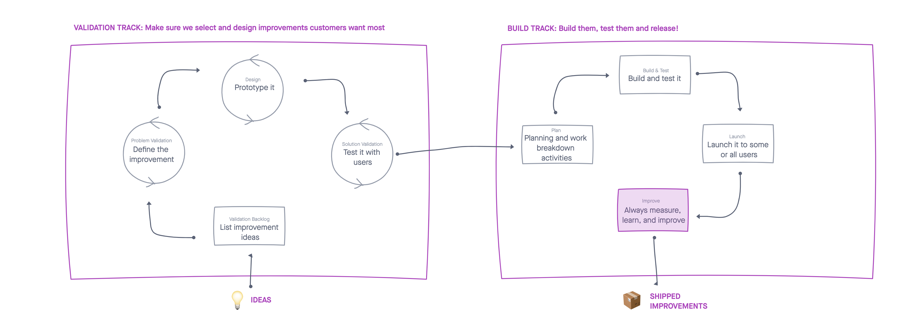 VALIDATION TRACK: Make sure we select and design improvements customers want most
Design
Prototype it
Problem Validation
Define the
improvement
Solution Validation
Test it with
users
Validation Backlog
List improvement
ideas
IDEAS
BUILD TRACK: Build them, test them and release!
Build & Test
Build and test it
Plan
Planning and work
breakdown
activities
Launch
Launch it to some
or all users
Improve
Always measure,
learn, and improve
SHIPPED
IMPROVEMENTS